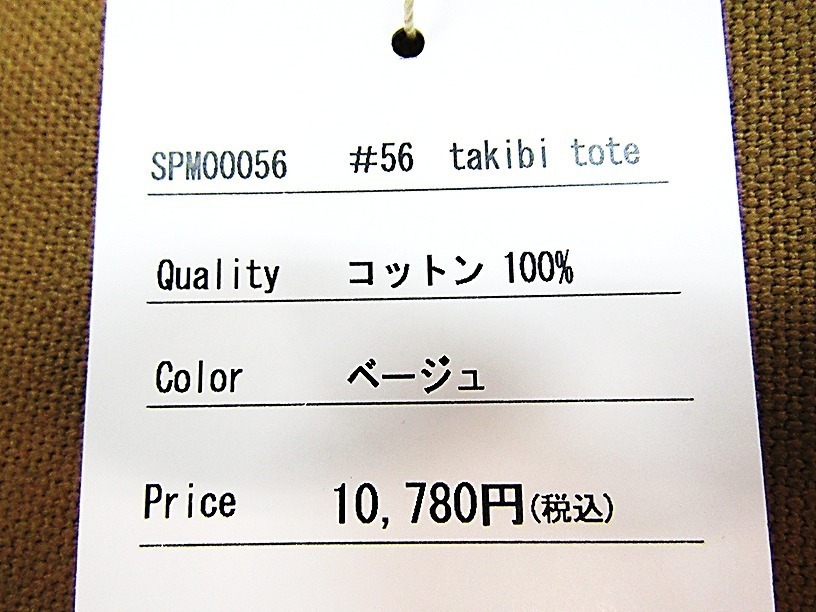 SPM00056 #56 takibi tote
Quality コットン 100%
Color ベージュ
Price 10,780円(税込)